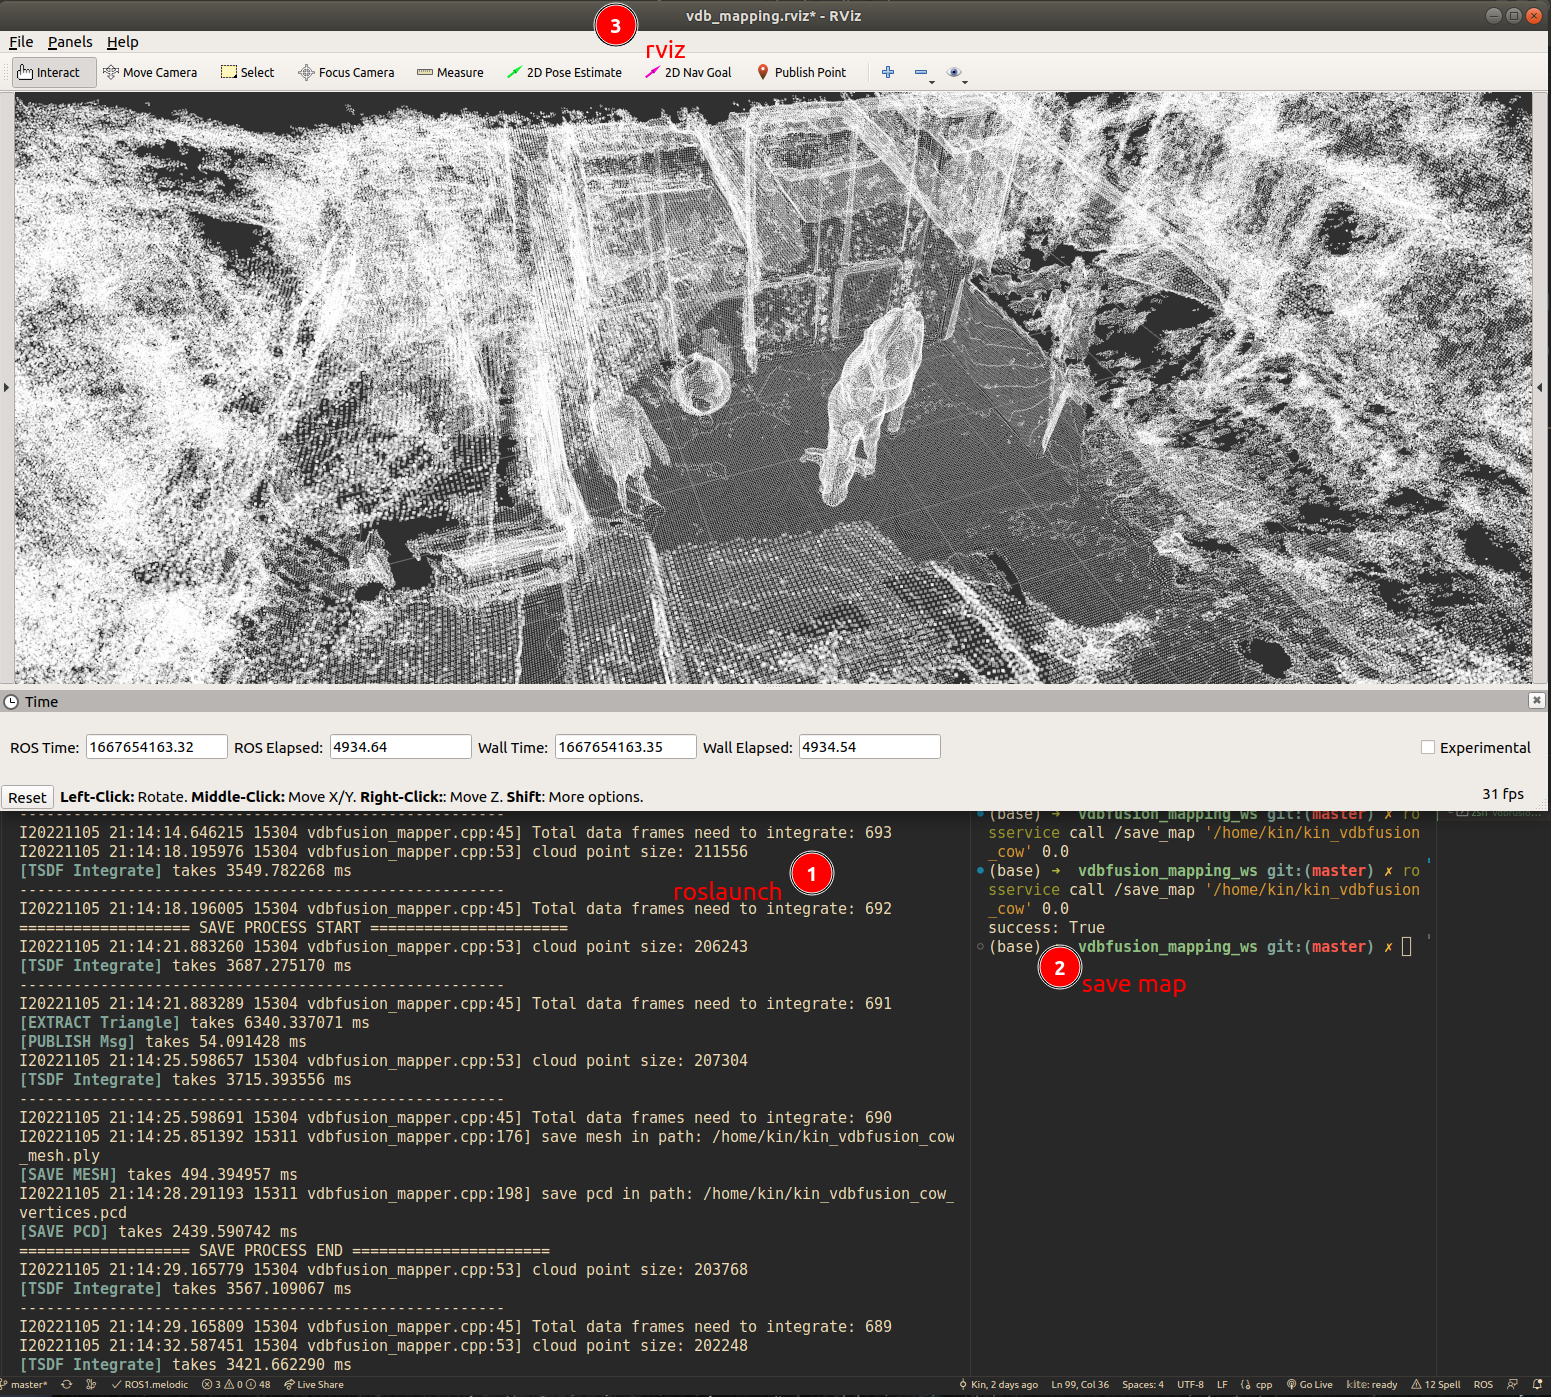 vdb_mapping.rviz* - RViz
3
rviz
File Panels Help
Interact Move Camera Select Focus Camera Measure 2D Pose Estimate 2D Nav Goal Publish Point
Time
ROS Time: 1667654163.32 ROS Elapsed: 4934.64 Wall Time: 1667654163.35 Wall Elapsed: 4934.54 Experimental
Reset Left-Click: Rotate. Middle-Click: Move X/Y. Right-Click:: Move Z. Shift: More options. 31 fps
--------------------------------------------------------
I20221105 21:14:14.646215 15304 vdbfusion_mapper.cpp:45] Total data frames need to integrate: 693
I20221105 21:14:18.195976 15304 vdbfusion_mapper.cpp:53] cloud point size: 211556
[TSDF Integrate] takes 3549.782268 ms
1
roslaunch
------------------------------------------------------
I20221105 21:14:18.196005 15304 vdbfusion_mapper.cpp:45] Total data frames need to integrate: 692
=================== SAVE PROCESS START ======================
I20221105 21:14:21.883260 15304 vdbfusion_mapper.cpp:53] cloud point size: 206243
[TSDF Integrate] takes 3687.275170 ms
------------------------------------------------------
I20221105 21:14:21.883289 15304 vdbfusion_mapper.cpp:45] Total data frames need to integrate: 691
[EXTRACT Triangle] takes 6340.337071 ms
[PUBLISH Msg] takes 54.091428 ms
I20221105 21:14:25.598657 15304 vdbfusion_mapper.cpp:53] cloud point size: 207304
[TSDF Integrate] takes 3715.393556 ms
------------------------------------------------------
I20221105 21:14:25.598691 15304 vdbfusion_mapper.cpp:45] Total data frames need to integrate: 690
I20221105 21:14:25.851392 15311 vdbfusion_mapper.cpp:176] save mesh in path: /home/kin/kin_vdbfusion_cow
_mesh.ply
[SAVE MESH] takes 494.394957 ms
I20221105 21:14:28.291193 15311 vdbfusion_mapper.cpp:198] save pcd in path: /home/kin/kin_vdbfusion_cow_
vertices.pcd
[SAVE PCD] takes 2439.590742 ms
=================== SAVE PROCESS END ======================
I20221105 21:14:29.165779 15304 vdbfusion_mapper.cpp:53] cloud point size: 203768
[TSDF Integrate] takes 3567.109067 ms
------------------------------------------------------
I20221105 21:14:29.165809 15304 vdbfusion_mapper.cpp:45] Total data frames need to integrate: 689
I20221105 21:14:32.587451 15304 vdbfusion_mapper.cpp:53] cloud point size: 202248
[TSDF Integrate] takes 3421.662290 ms
(base) ➜ vdbfusion_mapping_ws git:(master) ✗ ro
sservice call /save_map '/home/kin/kin_vdbfusion
_cow' 0.0
(base) ➜ vdbfusion_mapping_ws git:(master) ✗ ro
sservice call /save_map '/home/kin/kin_vdbfusion
_cow' 0.0
success: True
(base) vdbfusion_mapping_ws git:(master) ✗
2
save map
master* ✓ ROS1.melodic 3 0 48 Live Share Kin, 2 days ago Ln 99, Col 36 Spaces: 4 UTF-8 LF cpp Go Live kite: ready 12 Spell ROS